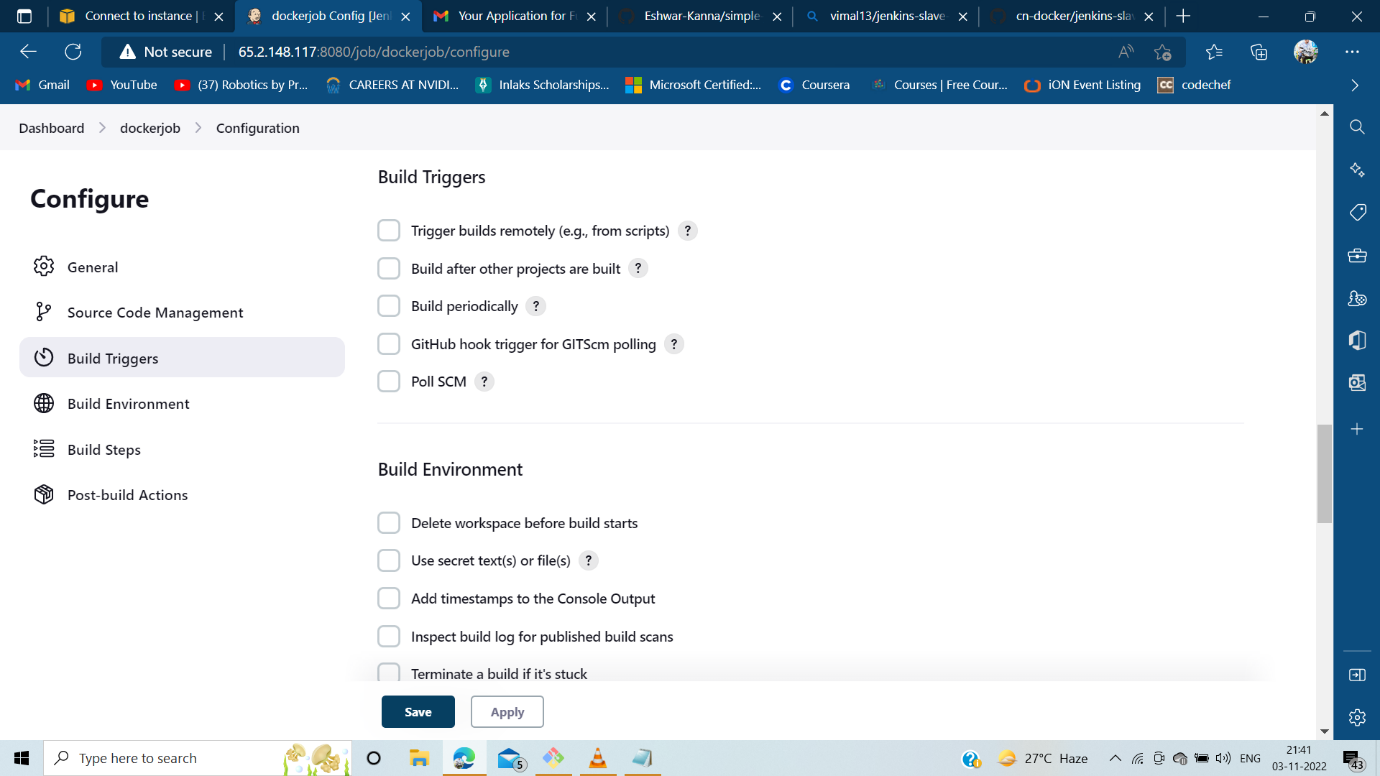 Connect to instance |
dockerjob Config [Jen
Your Application for F
Eshwar-Kanna/simple
vimal13/jenkins-slave
cn-docker/jenkins-slav
Not secure
65.2.148.117:8080/job/dockerjob/configure
Gmail
YouTube
(37) Robotics by Pr...
CAREERS AT NVIDI...
Inlaks Scholarships...
Microsoft Certified:...
Coursera
Courses | Free Cour...
iON Event Listing
CC codechef
Dashboard
dockerjob
Configuration
Configure
General
Source Code Management
Build Triggers
Build Environment
Build Steps
Post-build Actions
Build Triggers
Trigger builds remotely (e.g., from scripts) ?
Build after other projects are built ?
Build periodically ?
GitHub hook trigger for GITScm polling ?
Poll SCM ?
Build Environment
Delete workspace before build starts
Use secret text(s) or file(s) ?
Add timestamps to the Console Output
Inspect build log for published build scans
Terminate a build if it's stuck
Save
Apply
Type here to search
5
27°C Haze
ENG
21:41
03-11-2022
43